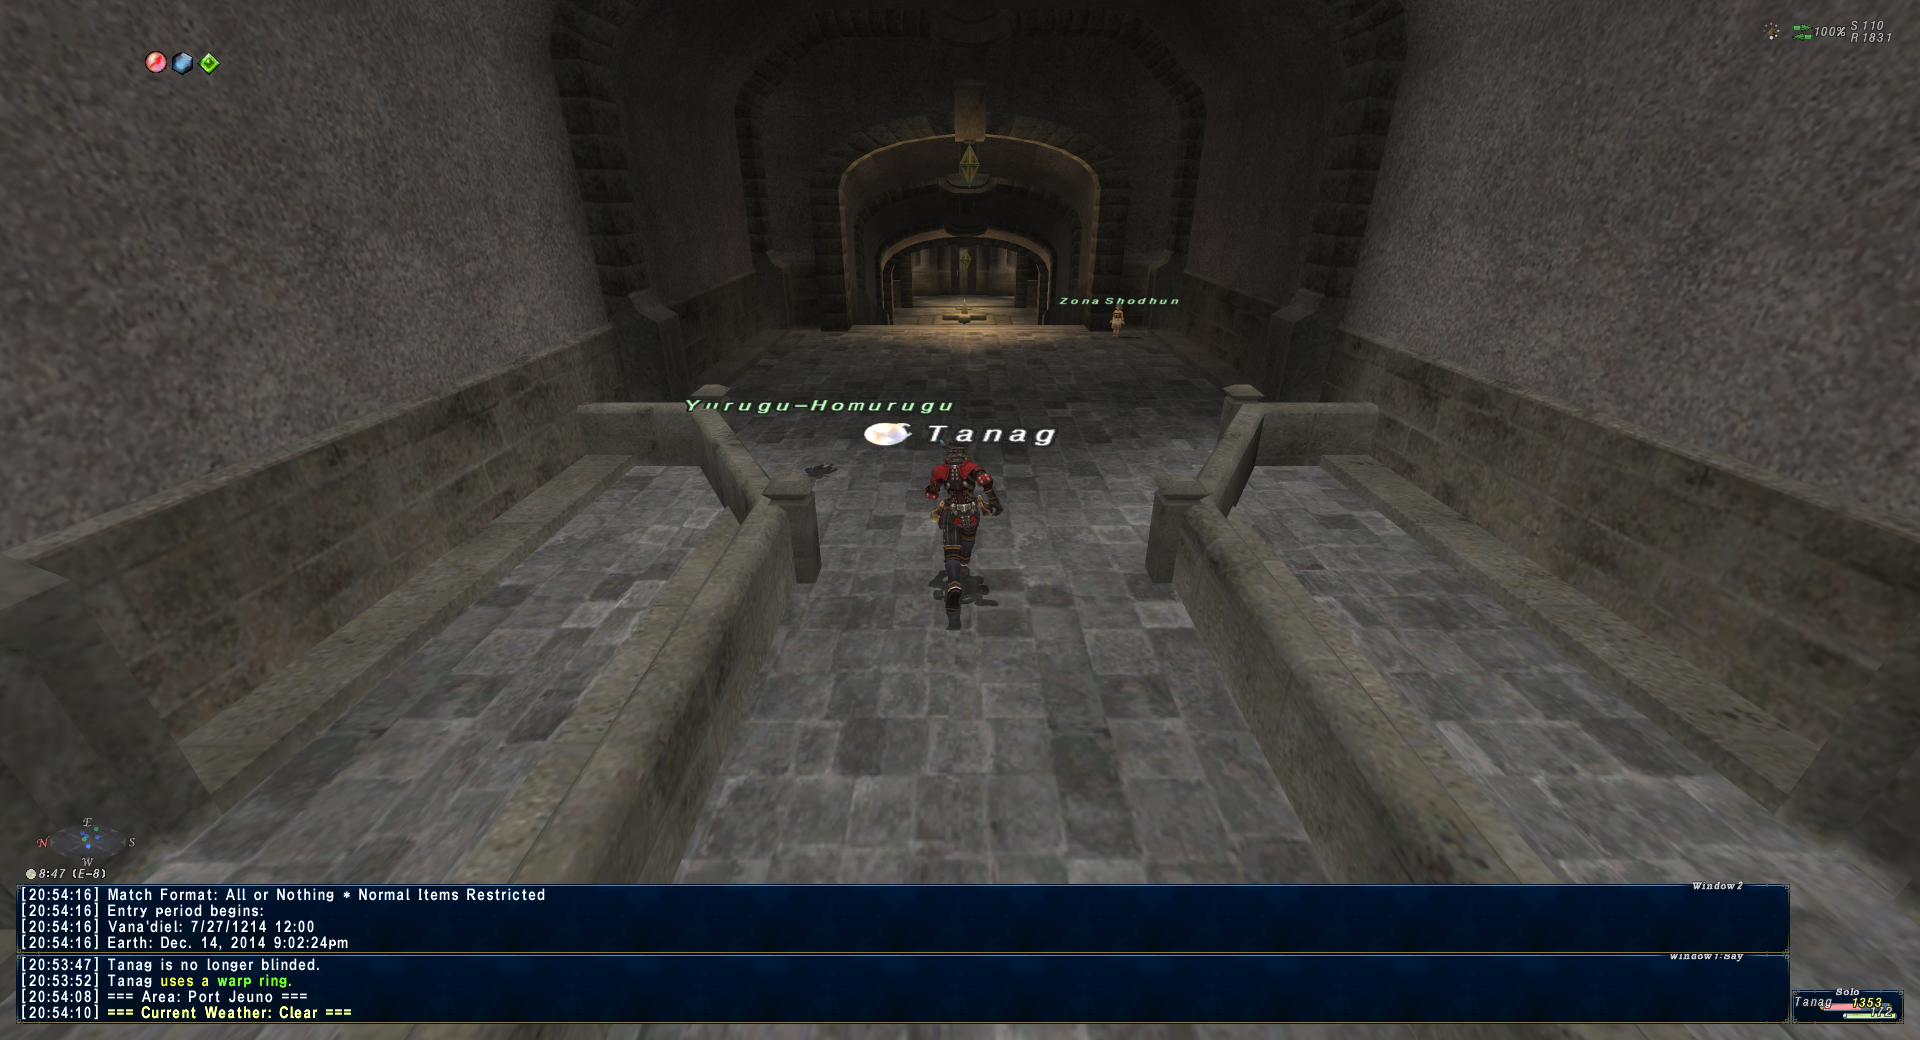 100% S 110
R 1831
Zona Shodhun
Yurugu-Homurugu
Tanag
E
N S
W
8:47 (E-8)
Window2
[20:54:16] Match Format: All or Nothing * Normal Items Restricted
[20:54:16] Entry period begins:
[20:54:16] Vana'diel: 7/27/1214 12:00
[20:54:16] Earth: Dec. 14, 2014 9:02:24pm
Window1:Say
[20:53:47] Tanag is no longer blinded.
[20:53:52] Tanag uses a warp ring.
[20:54:08] === Area: Port Jeuno ===
[20:54:10] === Current Weather: Clear ===
Solo
Tanag 1353
172